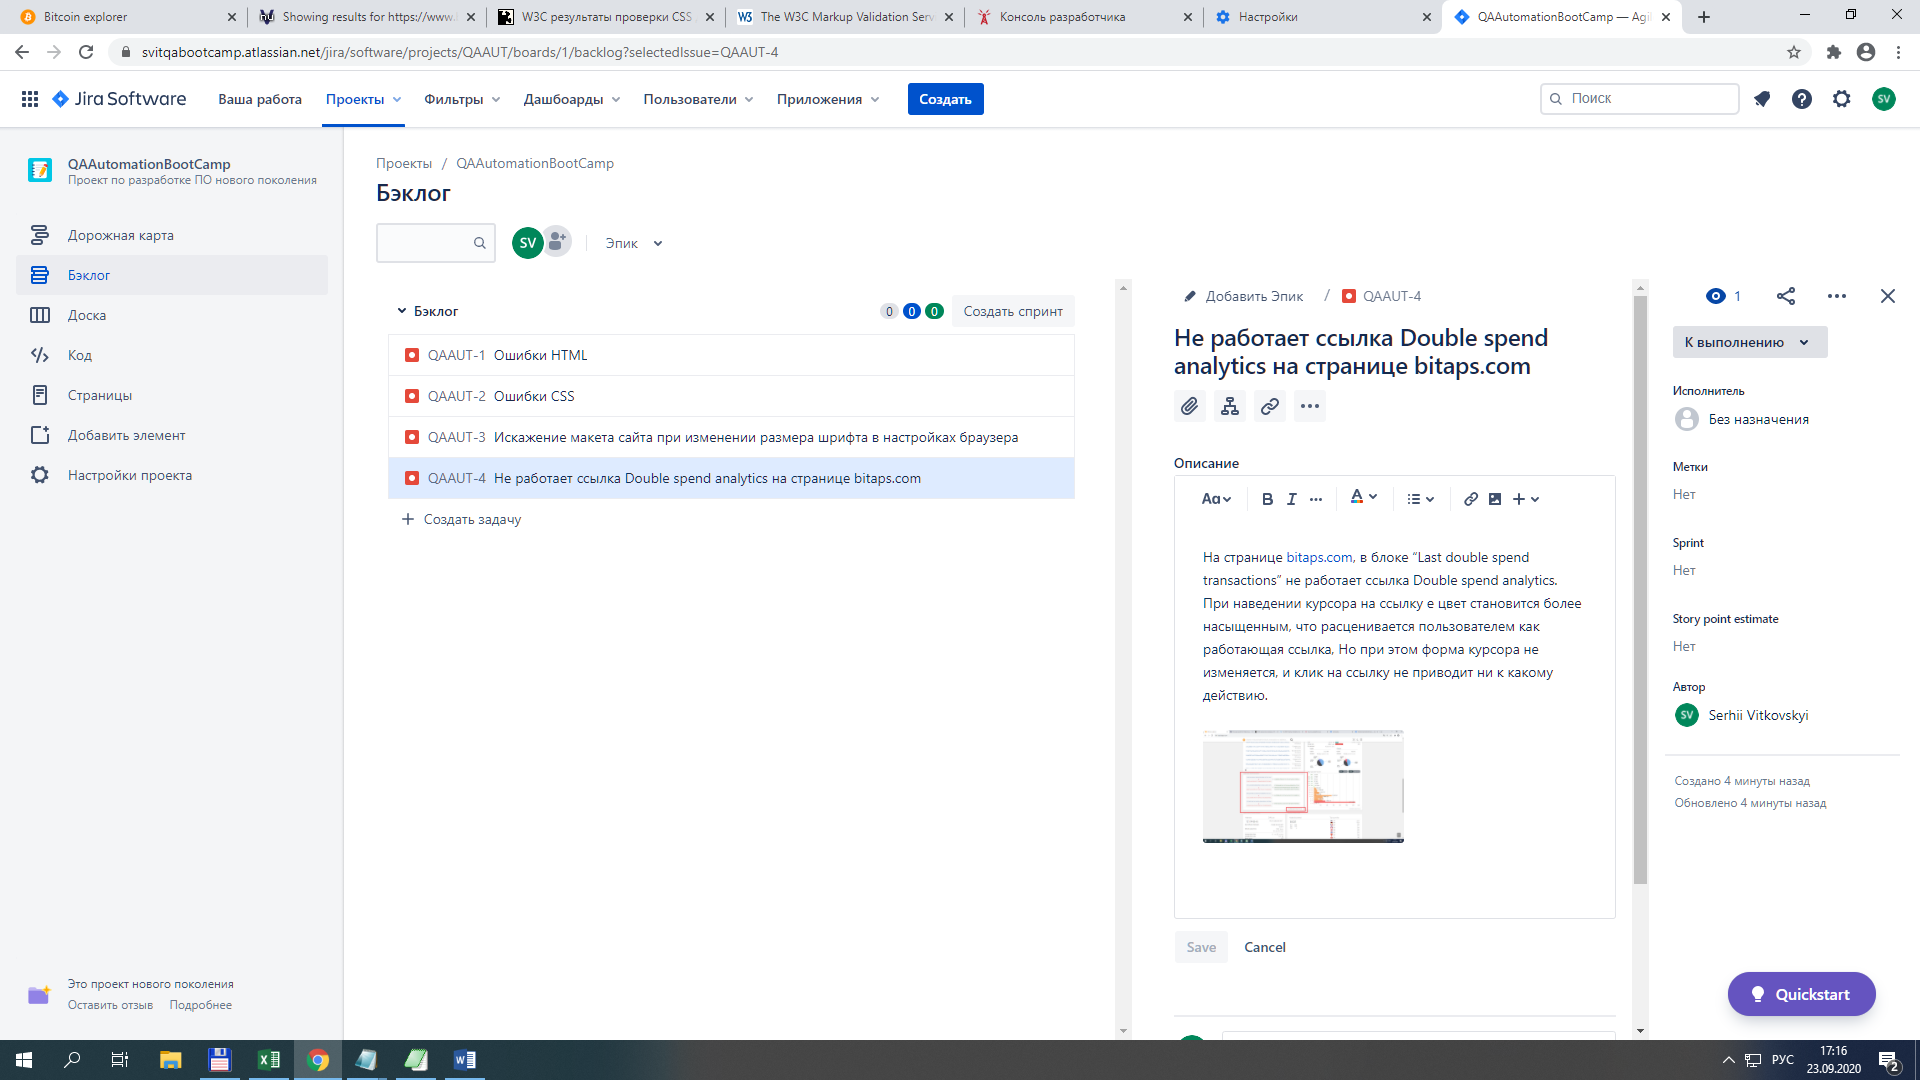 Bitcoin explorer
Showing results for https://www.
W3C результаты проверки CSS
The W3C Markup Validation Serv
Консоль разработчика
Настройки
QAAutomationBootCamp — Agi
svitqabootcamp.atlassian.net/jira/software/projects/QAAUT/boards/1/backlog?selectedIssue=QAAUT-4
Jira Software
Ваша работа
Проекты
Фильтры
Дашбоарды
Пользователи
Приложения
Создать
Поиск
SV
QAAutomationBootCamp
Проект по разработке ПО нового поколения
Дорожная карта
Бэклог
Доска
Код
Страницы
Добавить элемент
Настройки проекта
Это проект нового поколения
Оставить отзыв Подробнее
Проекты / QAAutomationBootCamp
Бэклог
SV
Эпик
Бэклог
0 0 0
Создать спринт
QAAUT-1 Ошибки HTML
QAAUT-2 Ошибки CSS
QAAUT-3 Искажение макета сайта при изменении размера шрифта в настройках браузера
QAAUT-4 Не работает ссылка Double spend analytics на странице bitaps.com
Создать задачу
Добавить Эпик / QAAUT-4
1
Не работает ссылка Double spend
analytics на странице bitaps.com
Описание
Aa B I A
На странице bitaps.com, в блоке “Last double spend
transactions” не работает ссылка Double spend analytics.
При наведении курсора на ссылку е цвет становится более
насыщенным, что расценивается пользователем как
работающая ссылка, Но при этом форма курсора не
изменяется, и клик на ссылку не приводит ни к какому
действию.
Save Cancel
К выполнению
Исполнитель
Без назначения
Метки
Нет
Sprint
Нет
Story point estimate
Нет
Автор
SV Serhii Vitkovskyi
Создано 4 минуты назад
Обновлено 4 минуты назад
Quickstart
РУС
17:16
23.09.2020
2